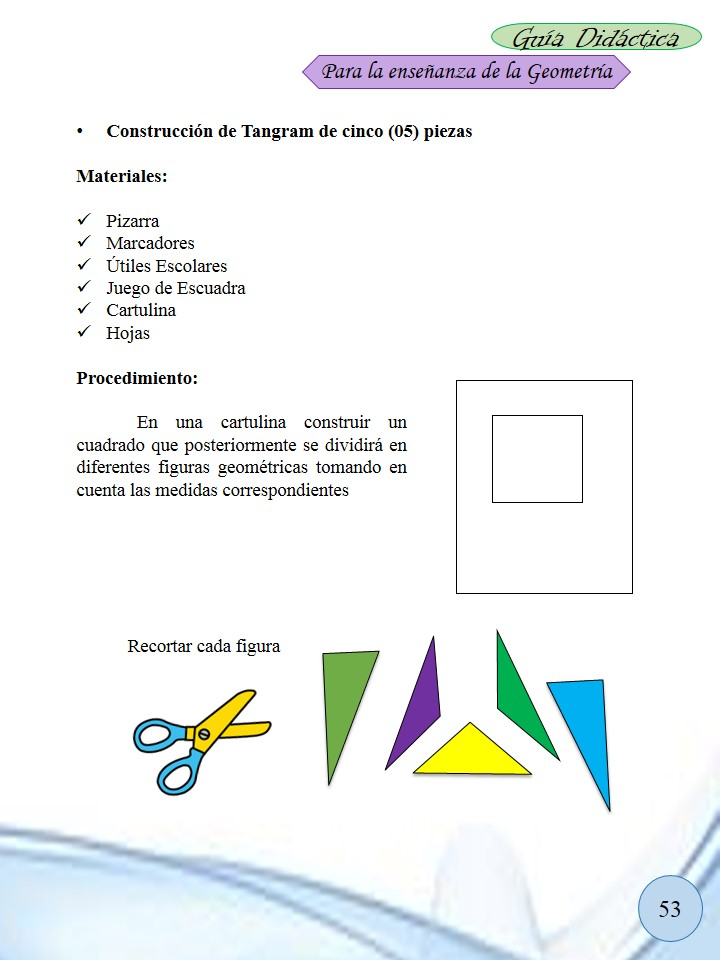 Guía Didáctica
Para la enseñanza de la Geometría
• Construcción de Tangram de cinco (05) piezas
Materiales:
✓ Pizarra
✓ Marcadores
✓ Útiles Escolares
✓ Juego de Escuadra
✓ Cartulina
✓ Hojas
Procedimiento:
En una cartulina construir un
cuadrado que posteriormente se dividirá en
diferentes figuras geométricas tomando en
cuenta las medidas correspondientes
Recortar cada figura
53